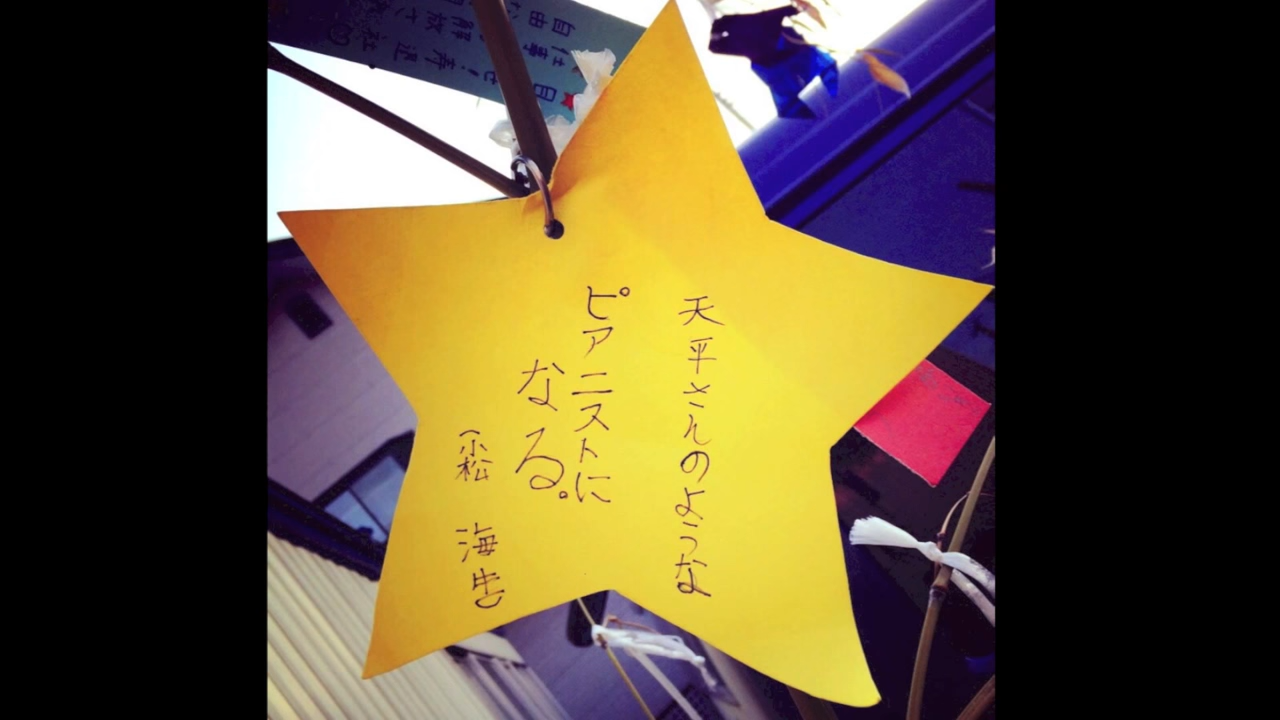 天平さんのような
ピアニストに
なる。
小松 海告